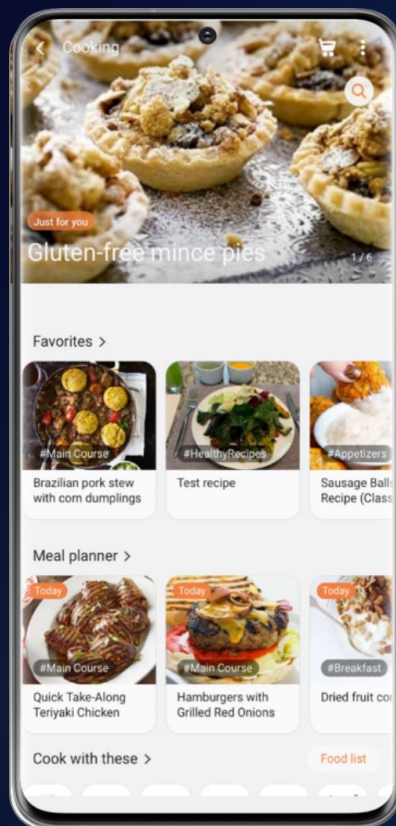 Cooking
Just for you
Gluten-free mince pies
1 / 6
Favorites >
#Main Course
#HealthyRecipes
#Appetizers
Brazilian pork stew
with corn dumplings
Test recipe
Sausage Balls
Recipe (Class
Meal planner >
Today
Today
Today
#Main Course
#Main Course
#Breakfast
Quick Take-Along
Teriyaki Chicken
Hamburgers with
Grilled Red Onions
Dried fruit co
Cook with these >
Food list